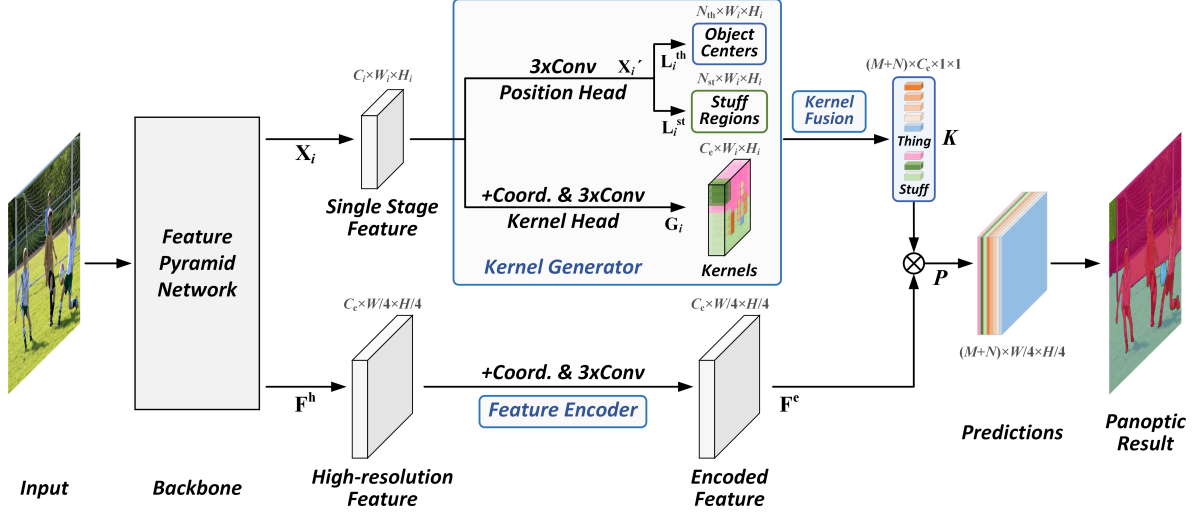 N_th×W_i×H_i
Object
Centers
C_i×W_i×H_i
3xConv
X_i′
L_i^th
Position Head
N_st×W_i×H_i
Stuff
Regions
L_i^st
Kernel
Fusion
(M+N)×C_e×1×1
Thing
K
Stuff
X_i
Single Stage
Feature
C_e×W_i×H_i
+Coord. & 3xConv
Kernel Head
G_i
Kernels
Kernel Generator
Feature
Pyramid
Network
P
C_e×W/4×H/4
C_e×W/4×H/4
(M+N)×W/4×H/4
F^h
+Coord. & 3xConv
Feature Encoder
F^e
High-resolution
Feature
Encoded
Feature
Predictions
Panoptic
Result
Input
Backbone